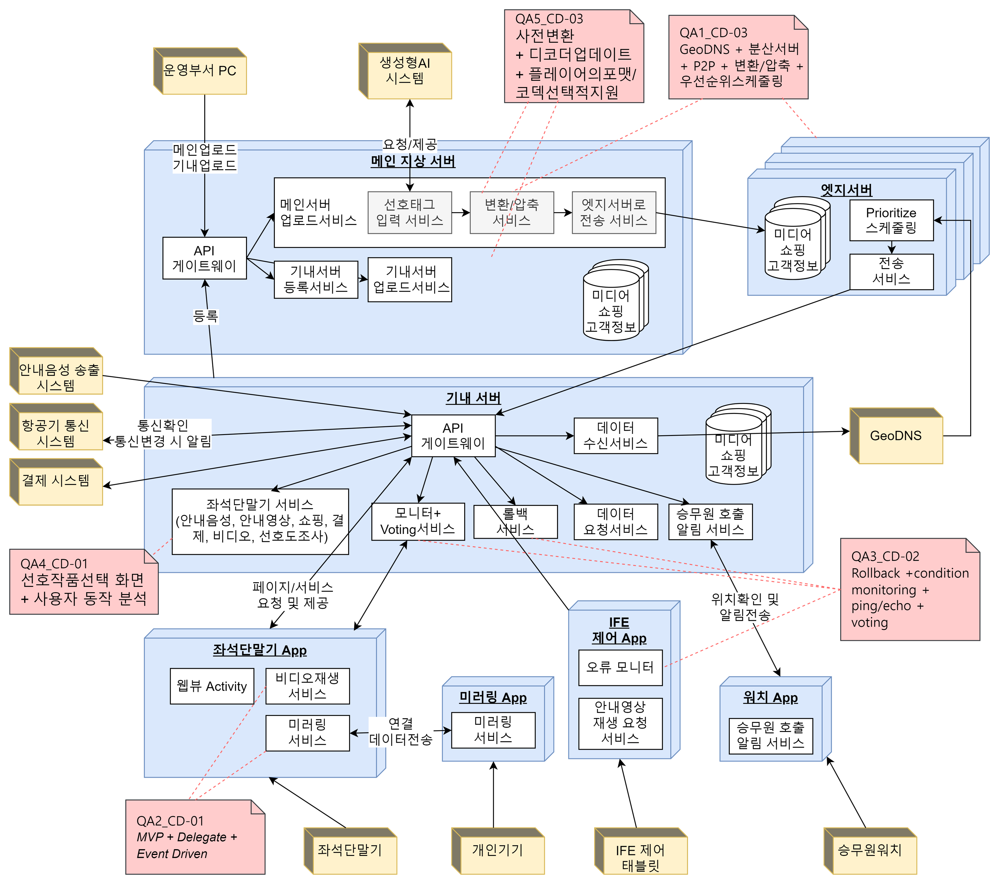 QA5_CD-03
사전변환
+ 디코더업데이트
+ 플레이어의포맷/
코덱선택적지원
QA1_CD-03
GeoDNS + 분산서버
+ P2P + 변환/압축 +
우선순위스케줄링
운영부서 PC
생성형AI
시스템
메인업로드
기내업로드
요청/제공
메인 지상 서버
메인서버
업로드서비스
선호태그
입력 서비스
변환/압축
서비스
엣지서버로
전송 서비스
API
게이트웨이
기내서버
등록서비스
기내서버
업로드서비스
미디어
쇼핑
고객정보
엣지서버
미디어
쇼핑
고객정보
Prioritize
스케줄링
전송
서비스
등록
안내음성 송출
시스템
항공기 통신
시스템
결제 시스템
통신확인
통신변경 시 알림
기내 서버
API
게이트웨이
데이터
수신서비스
미디어
쇼핑
고객정보
GeoDNS
좌석단말기 서비스
(안내음성, 안내영상, 쇼핑, 결
제, 비디오, 선호도조사)
모니터+
Voting서비스
롤백
서비스
데이터
요청서비스
승무원 호출
알림 서비스
QA4_CD-01
선호작품선택 화면
+ 사용자 동작 분석
QA3_CD-02
Rollback +condition
monitoring +
ping/echo +
voting
페이지/서비스
요청 및 제공
위치확인 및
알림전송
좌석단말기 App
웹뷰 Activity
비디오재생
서비스
미러링
서비스
연결
데이터전송
미러링 App
미러링
서비스
IFE
제어 App
오류 모니터
안내영상
재생 요청
서비스
워치 App
승무원 호출
알림 서비스
QA2_CD-01
MVP + Delegate +
Event Driven
좌석단말기
개인기기
IFE 제어
태블릿
승무원워치